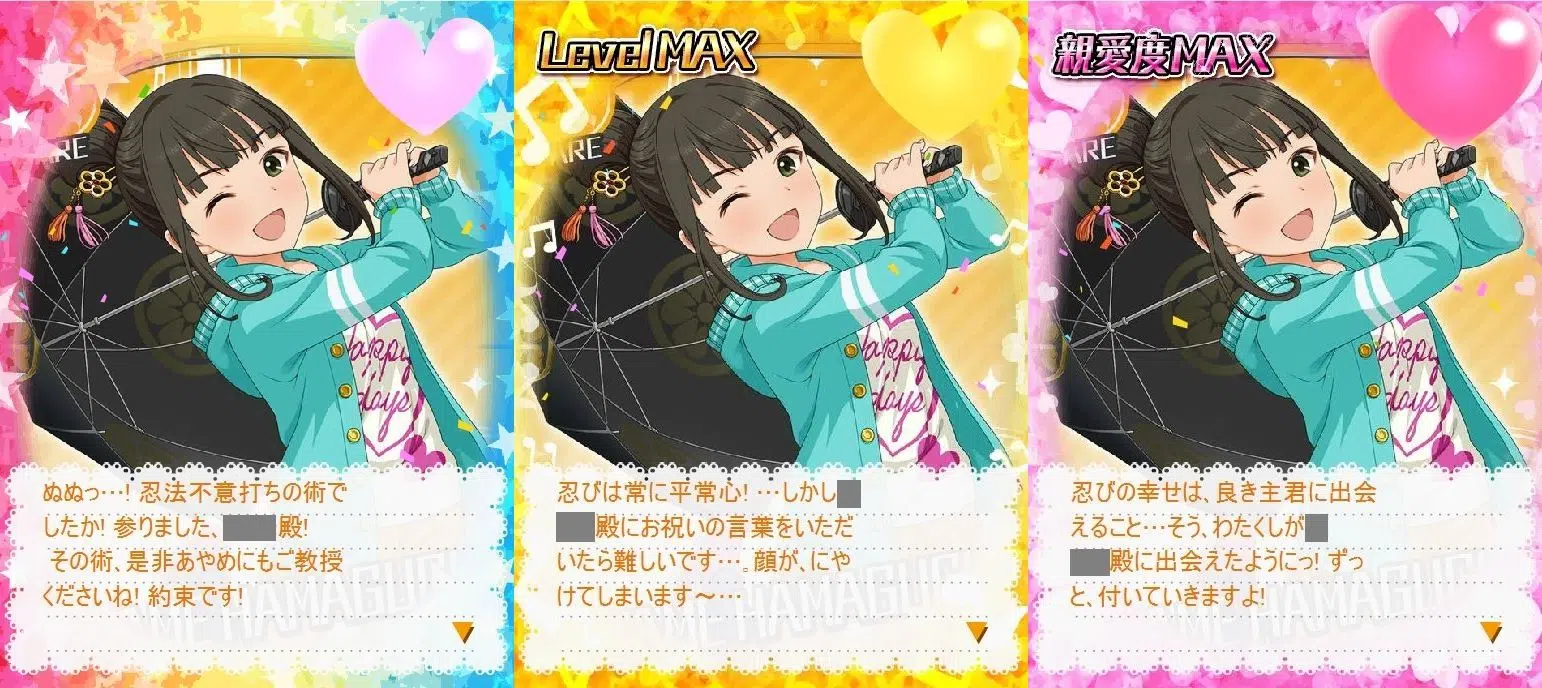 ぬぬっ…! 忍法不意打ちの術で
したか! 参りました、殿!
その術、是非あやめにもご教授
くださいね! 約束です!
Level MAX
忍びは常に平常心! …しかし
殿にお祝いの言葉をいただ
いたら難しいです…。顔が、にや
けてしまいます〜…
親愛度MAX
忍びの幸せは、良き主君に出会
えること…そう、わたくしが
殿に出会えたようにっ! ずっ
と、付いていきますよ!
Happy
days
Happy
days
Happy
days